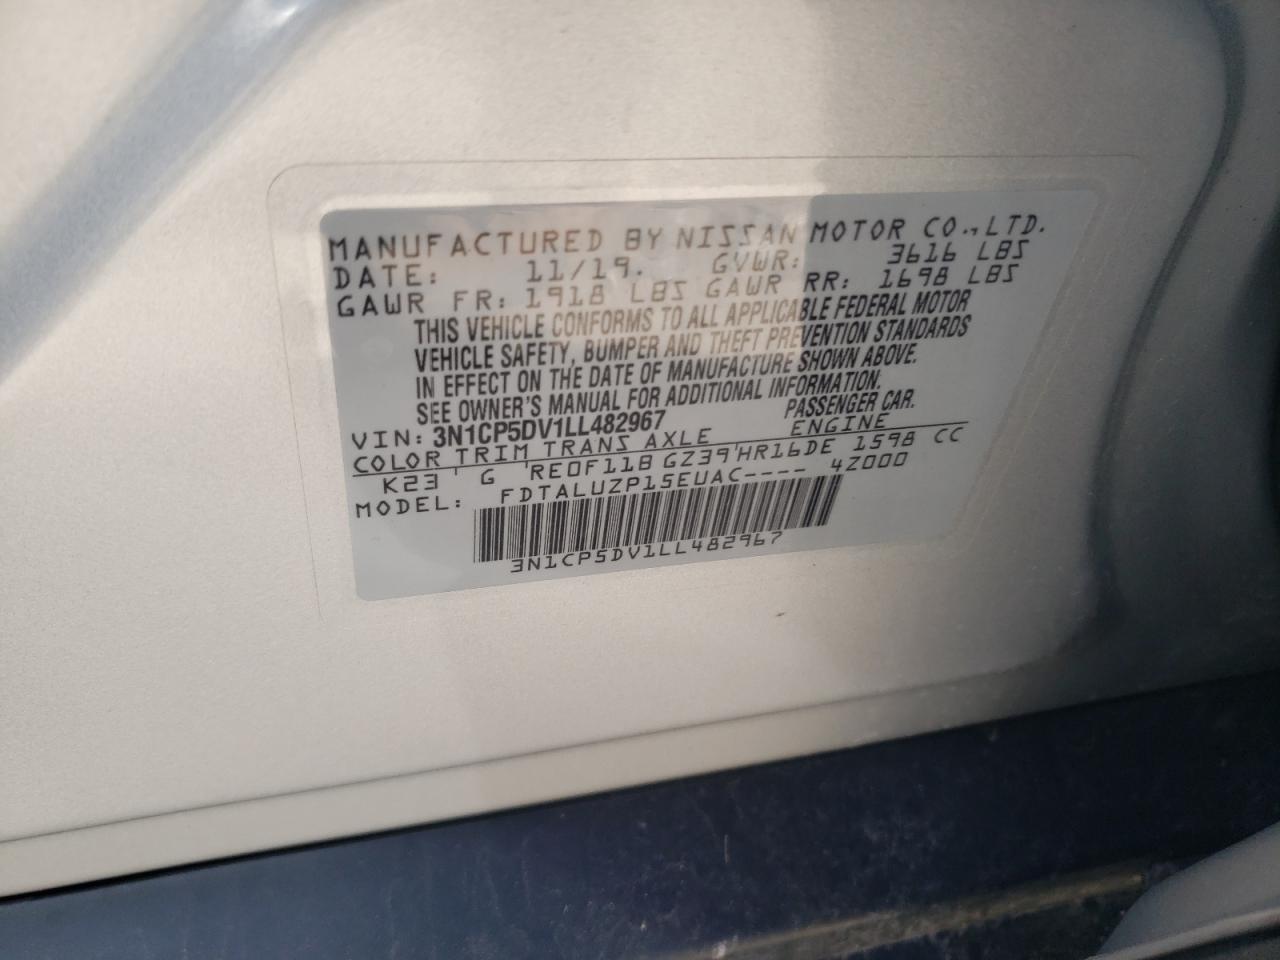 MANUFACTURED BY NISSAN MOTOR CO.,LTD.
DATE: 11/19. GVWR: 3616 LBS
GAWR FR: 1918 LBS GAWR RR: 1698 LBS
THIS VEHICLE CONFORMS TO ALL APPLICABLE FEDERAL MOTOR
VEHICLE SAFETY, BUMPER AND THEFT PREVENTION STANDARDS
IN EFFECT ON THE DATE OF MANUFACTURE SHOWN ABOVE.
SEE OWNER'S MANUAL FOR ADDITIONAL INFORMATION.
VIN: 3N1CP5DV1LL482967 PASSENGER CAR.
COLOR TRIM TRANS AXLE ENGINE
K23 ' G 'RE0F11B GZ39'HR16DE 1598 CC
MODEL: FDTALUZP15EUAC---- 4Z000
3N1CP5DV1LL482967